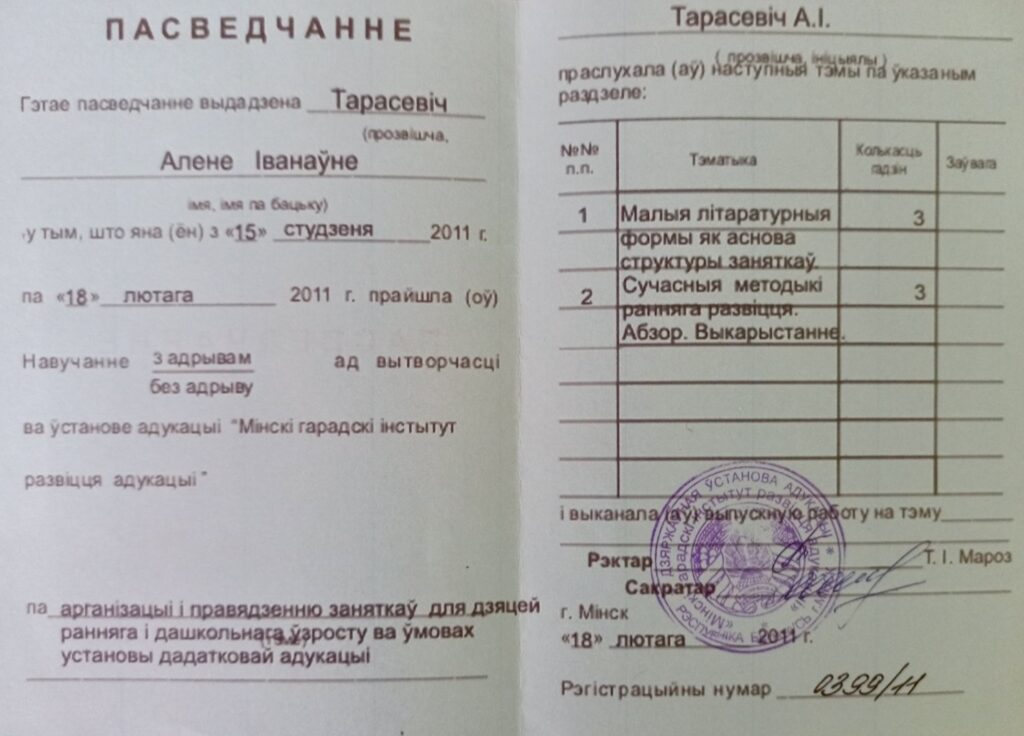 ПАСВЕДЧАННЕ
Гэтае пасведчанне выдадзена Тарасевіч
(прозвішча,
Алене Іванаўне
імя, імя па бацьку)
у тым, што яна (ён) з «15» студзеня 2011 г.
па «18» лютага 2011 г. прайшла (оў)
Навучанне з адрывам ад вытворчасці
без адрыву
ва ўстанове адукацыі "Мінскі гарадскі інстытут
развіцця адукацыі"
па арганізацыі і правядзенню заняткаў для дзяцей
ранняга і дашкольнага ўзросту ва ўмовах
установы дадатковай адукацыі
Тарасевіч А.І.
(прозвішча, ініцыялы)
праслухала (аў) наступныя тэмы па ўказаным
раздзеле:
№№ п.п. Тэматыка Колькасць гадзін Заўвага
1 Малыя літаратурныя 3
формы як аснова
структуры заняткаў.
2 Сучасныя методыкі 3
ранняга развіцця.
Абзор. Выкарыстанне.
і выканала (аў) выпускную работу на тэму
Рэктар Т. І. Мароз
Сакратар
г. Мінск
«18» лютага 2011 г.
Рэгістрацыйны нумар 0399/11
ДЗЯРЖАЎНАЯ ЎСТАНОВА АДУКАЦЫІ
РЭСПУБЛІКА БЕЛАРУСЬ